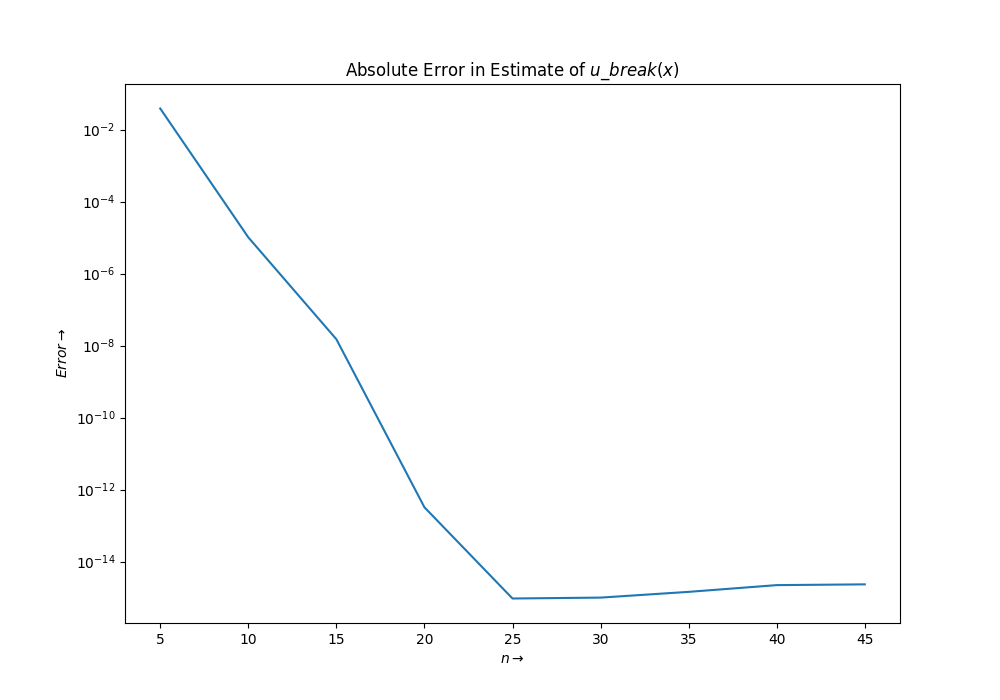 Absolute Error in Estimate of u_break(x)
10⁻²
10⁻⁴
10⁻⁶
10⁻⁸
10⁻¹⁰
10⁻¹²
10⁻¹⁴
Error →
5 10 15 20 25 30 35 40 45
n →